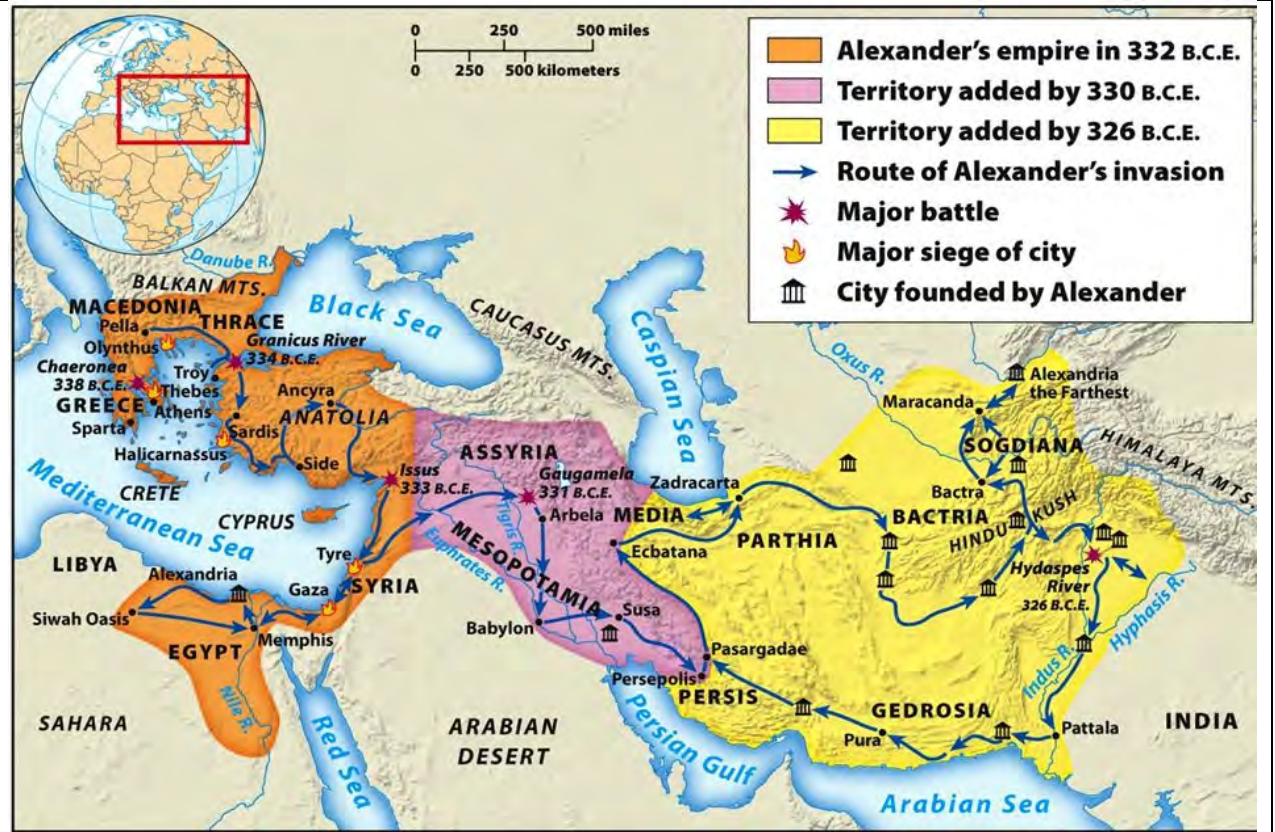 0 250 500 miles
0 250 500 kilometers
Alexander’s empire in 332 B.C.E.
Territory added by 330 B.C.E.
Territory added by 326 B.C.E.
Route of Alexander’s invasion
Major battle
Major siege of city
City founded by Alexander
Danube R.
BALKAN MTS.
MACEDONIA
THRACE
Pella
Olynthus
Granicus River
334 B.C.E.
Black Sea
CAUCASUS MTS.
Caspian Sea
Chaeronea
338 B.C.E.
Troy
Thebes
GREECE
Athens
Sparta
Ancyra
ANATOLIA
Sardis
Halicarnassus
Side
CRETE
CYPRUS
Mediterranean Sea
Issus
333 B.C.E.
ASSYRIA
Gaugamela
331 B.C.E.
Arbela
MEDIA
Zadracarta
Ecbatana
Tigris R.
MESOPOTAMIA
Euphrates R.
Tyre
SYRIA
Gaza
LIBYA
Alexandria
Siwah Oasis
Memphis
EGYPT
Nile R.
SAHARA
Red Sea
ARABIAN
DESERT
Babylon
Susa
Pasargadae
Persepolis
PERSIS
Persian Gulf
PARTHIA
Oxus R.
Alexandria
the Farthest
Maracanda
SOGDIANA
HIMALAYA MTS.
Bactra
BACTRIA
HINDU KUSH
Hydaspes
River
326 B.C.E.
Hyphasis R.
Indus R.
GEDROSIA
Pura
Pattala
INDIA
Arabian Sea